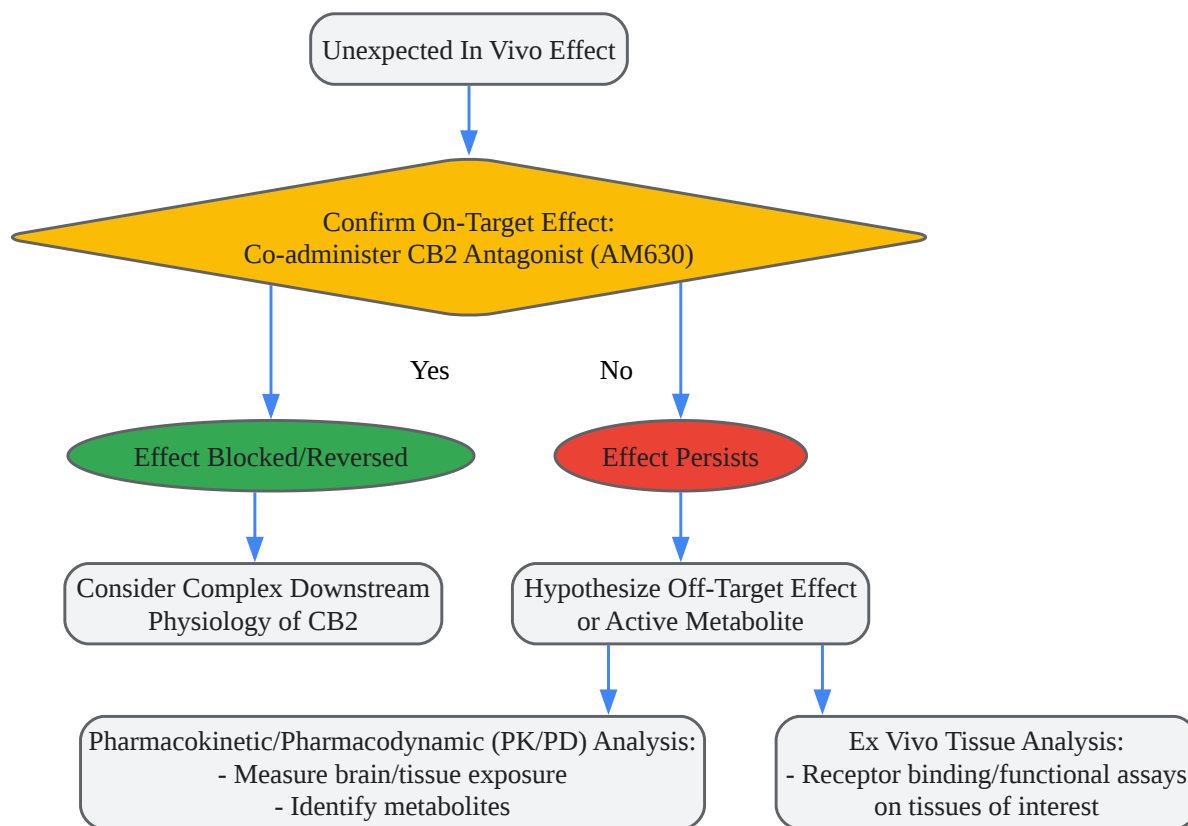 Unexpected In Vivo Effect
Confirm On-Target Effect:
Co-administer CB2 Antagonist (AM630)
Yes
No
Effect Blocked/Reversed
Effect Persists
Consider Complex Downstream
Physiology of CB2
Hypothesize Off-Target Effect
or Active Metabolite
Pharmacokinetic/Pharmacodynamic (PK/PD) Analysis:
- Measure brain/tissue exposure
- Identify metabolites
Ex Vivo Tissue Analysis:
- Receptor binding/functional assays
on tissues of interest